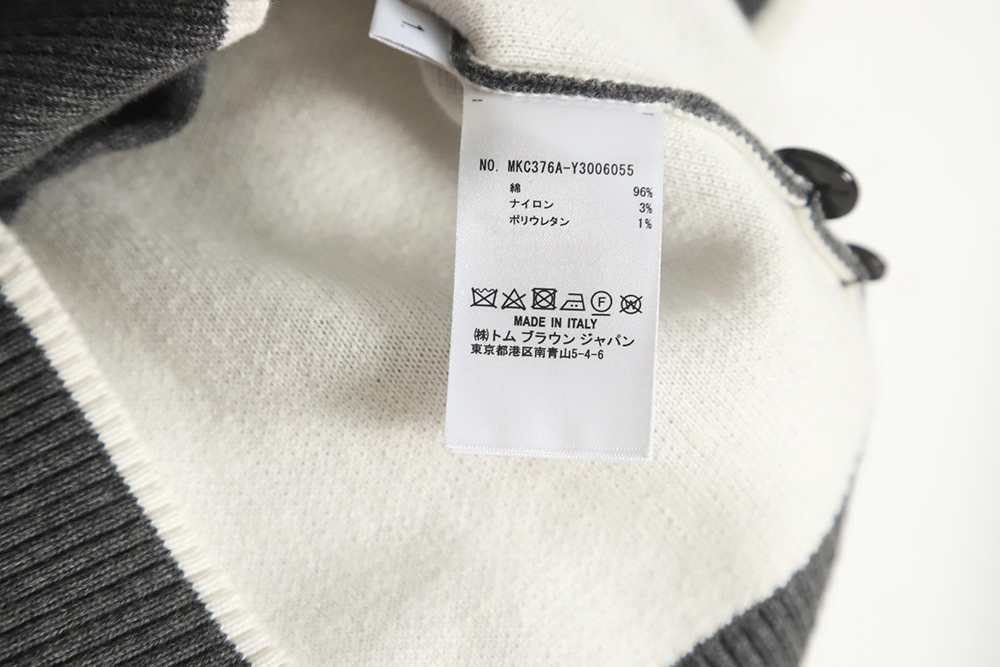 1
NO. MKC376A-Y3006055
綿 96%
ナイロン 3%
ポリウレタン 1%
F W
MADE IN ITALY
㈱トム ブラウン ジャパン
東京都港区南青山5-4-6